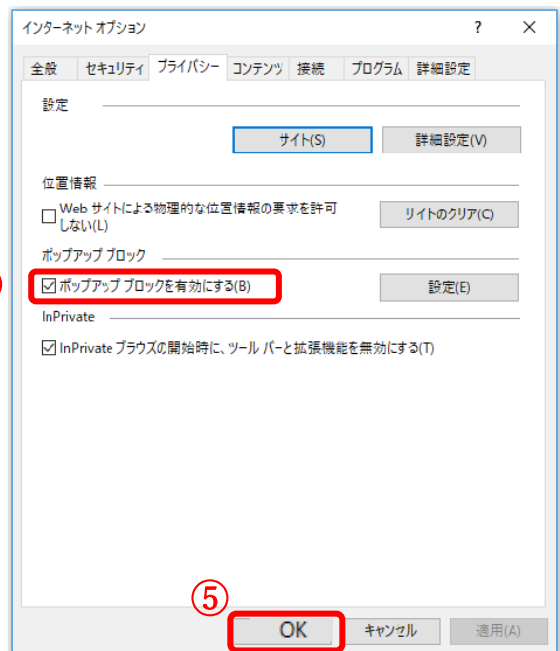 インターネット オプション ? ×
全般 セキュリティ プライバシー コンテンツ 接続 プログラム 詳細設定
設定
サイト(S) 詳細設定(V)
位置情報
Web サイトによる物理的な位置情報の要求を許可
しない(L)
リイトのクリア(C)
ポップアップ ブロック
ポップアップ ブロックを有効にする(B) 設定(E)
InPrivate
InPrivate ブラウズの開始時に、ツール バーと拡張機能を無効にする(T)
⑤
OK キャンセル 適用(A)